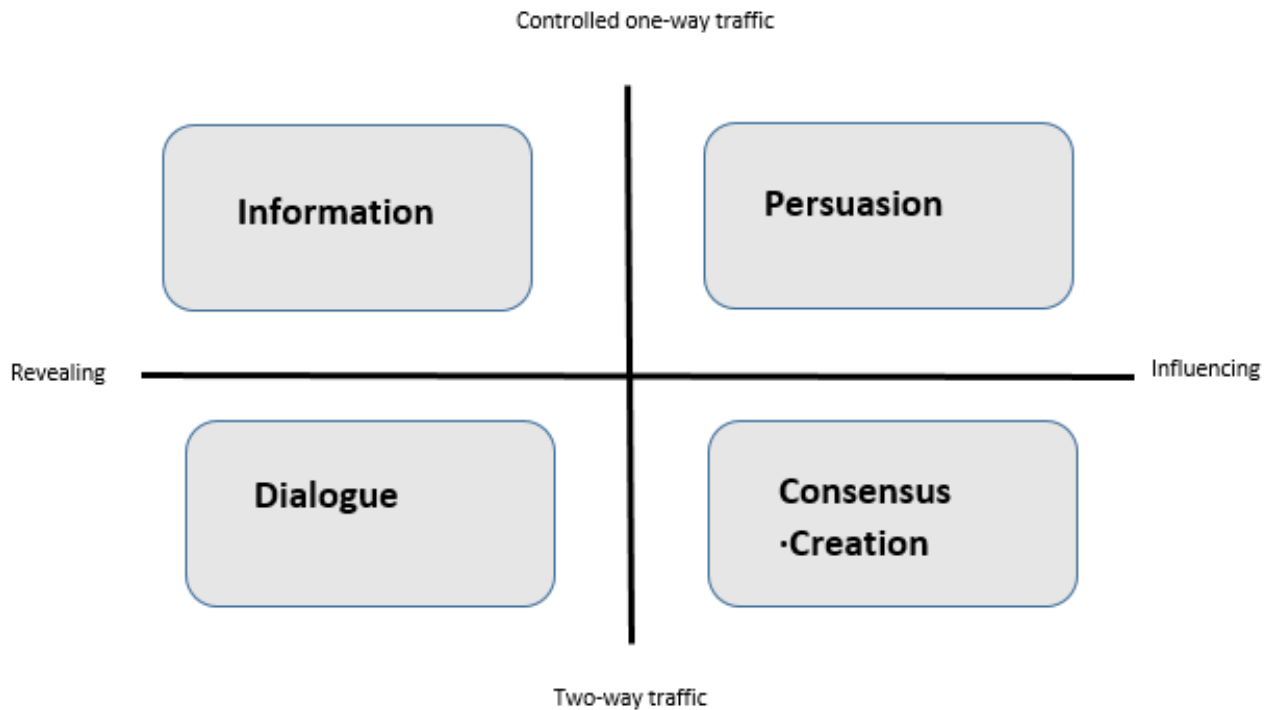 Controlled one-way traffic
Information
Persuasion
Revealing
Influencing
Dialogue
Consensus
·Creation
Two-way traffic